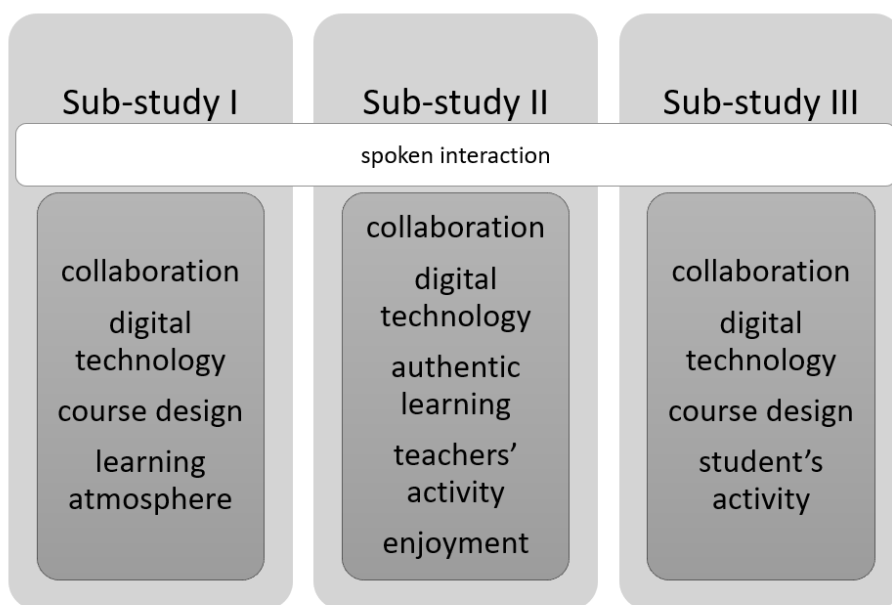 Sub-study I
Sub-study II
Sub-study III
spoken interaction
collaboration
digital
technology
course design
learning
atmosphere
collaboration
digital
technology
authentic
learning
teachers’
activity
enjoyment
collaboration
digital
technology
course design
student’s
activity